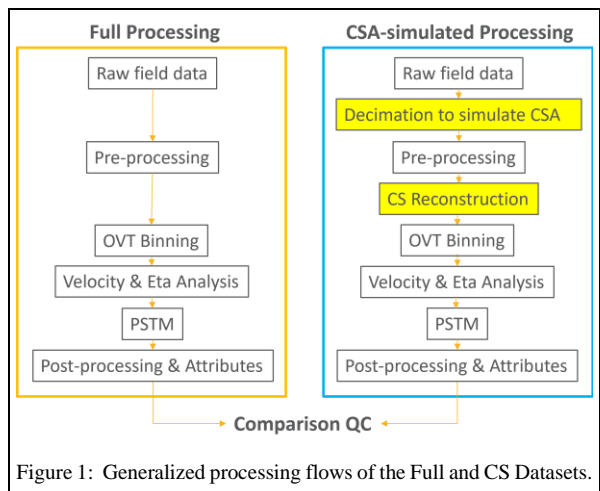 Full Processing
Raw field data
Pre-processing
OVT Binning
Velocity & Eta Analysis
PSTM
Post-processing & Attributes
CSA-simulated Processing
Raw field data
Decimation to simulate CSA
Pre-processing
CS Reconstruction
OVT Binning
Velocity & Eta Analysis
PSTM
Post-processing & Attributes
Comparison QC
Figure 1: Generalized processing flows of the Full and CS Datasets.